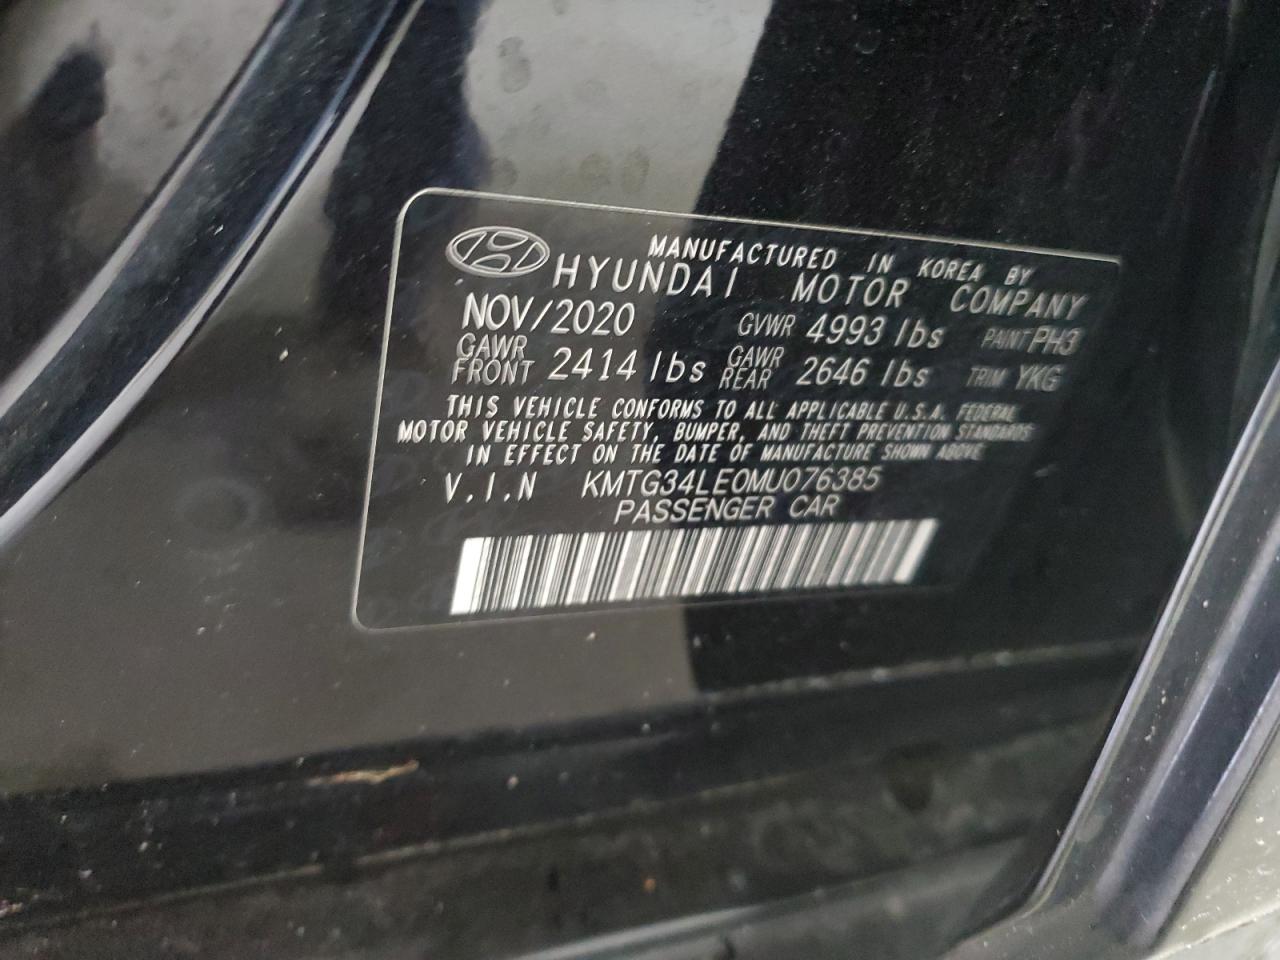 MANUFACTURED IN KOREA BY
HYUNDAI MOTOR COMPANY
NOV/2020 GVWR 4993 lbs PAINT PH3
GAWR FRONT 2414 lbs GAWR REAR 2646 lbs TRIM YKG
THIS VEHICLE CONFORMS TO ALL APPLICABLE U.S.A. FEDERAL
MOTOR VEHICLE SAFETY, BUMPER, AND THEFT PREVENTION STANDARDS
IN EFFECT ON THE DATE OF MANUFACTURE SHOWN ABOVE
V.I.N KMTG34LE0MU076385
PASSENGER CAR